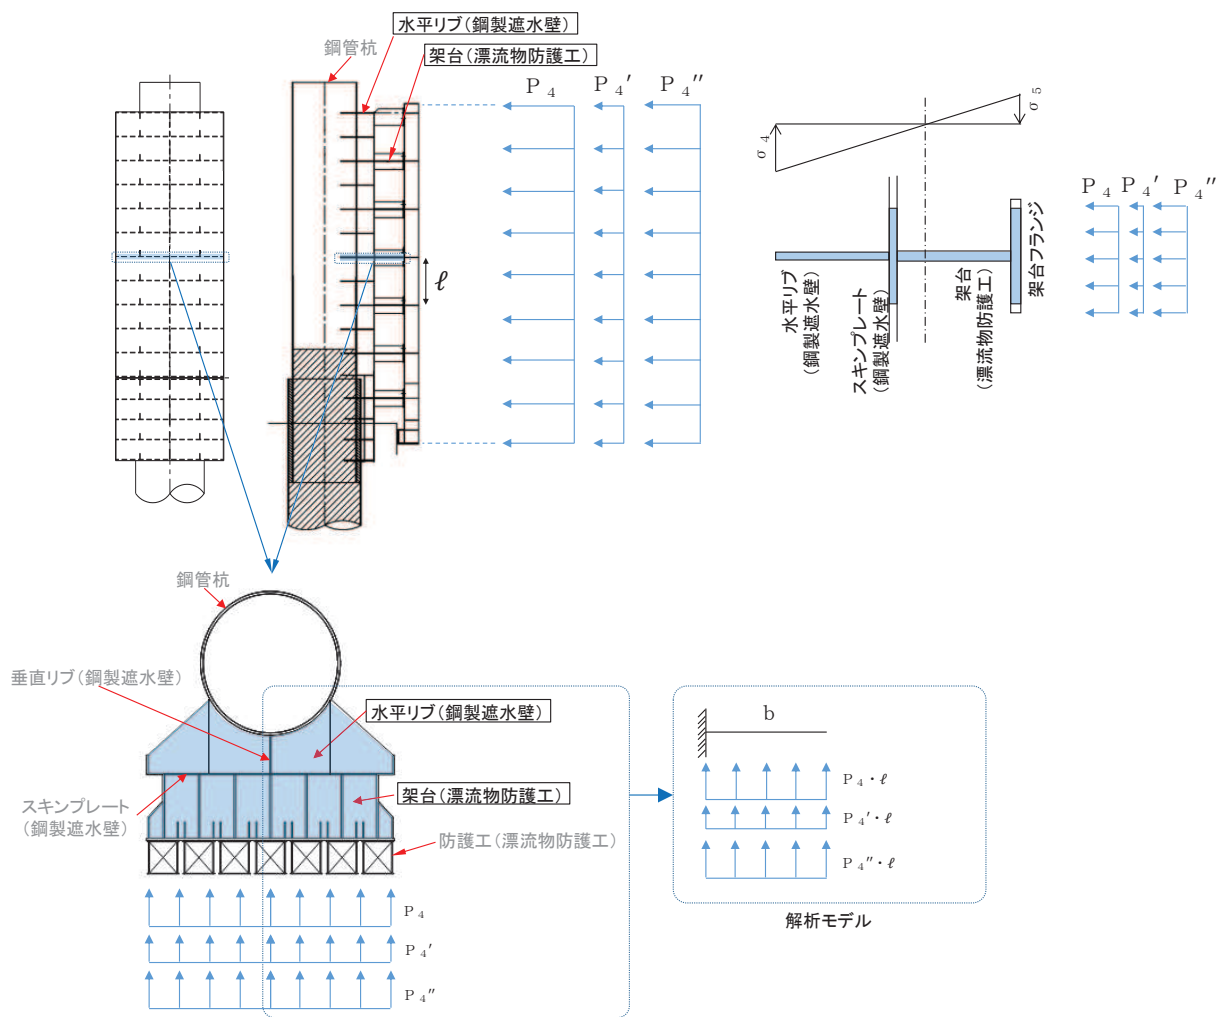 水平リブ(鋼製遮水壁)
鋼管杭
架台(漂流物防護工)
P₄
P₄′
P₄″
ℓ
σ₄
σ₅
P₄
P₄′
P₄″
水平リブ
(鋼製遮水壁)
スキンプレート
(鋼製遮水壁)
架台
(漂流物防護工)
架台フランジ
鋼管杭
垂直リブ(鋼製遮水壁)
水平リブ(鋼製遮水壁)
スキンプレート
(鋼製遮水壁)
架台(漂流物防護工)
防護工(漂流物防護工)
P₄
P₄′
P₄″
b
P₄・ℓ
P₄′・ℓ
P₄″・ℓ
解析モデル